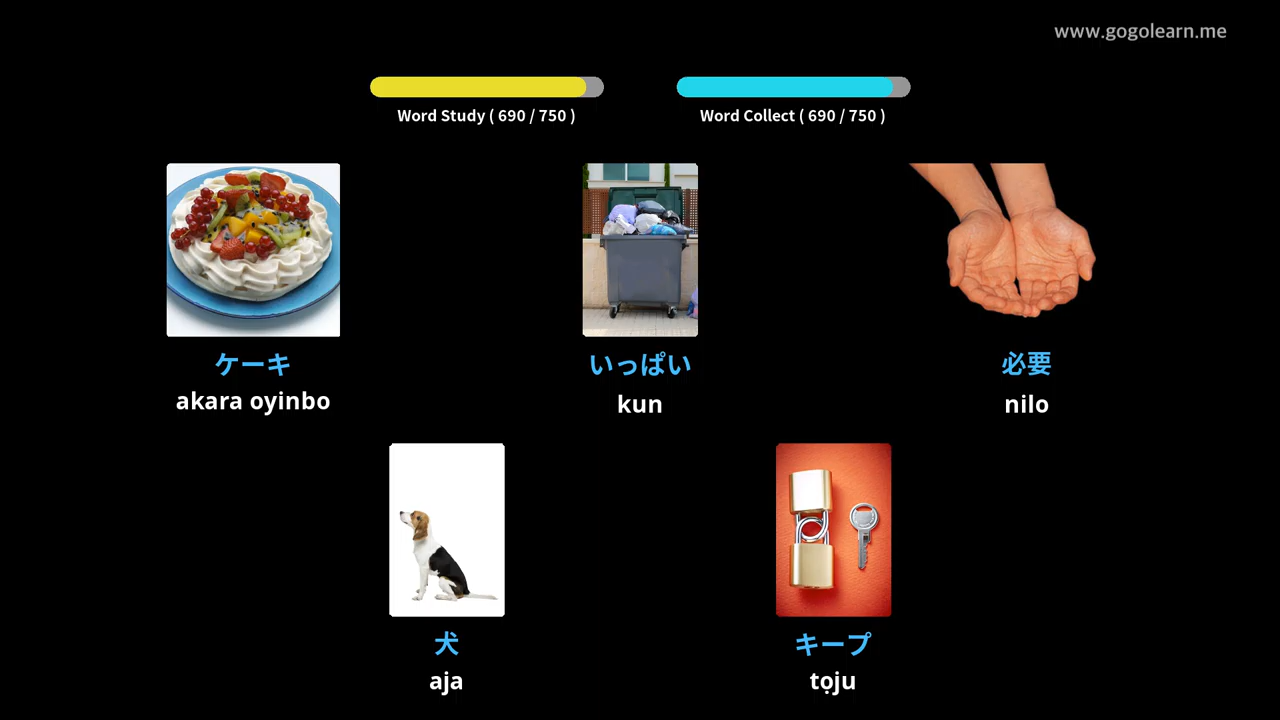 www.gogolearn.me
Word Study ( 690 / 750 )
Word Collect ( 690 / 750 )
ケーキ
akara oyinbo
いっぱい
kun
必要
nilo
犬
aja
キープ
tọju